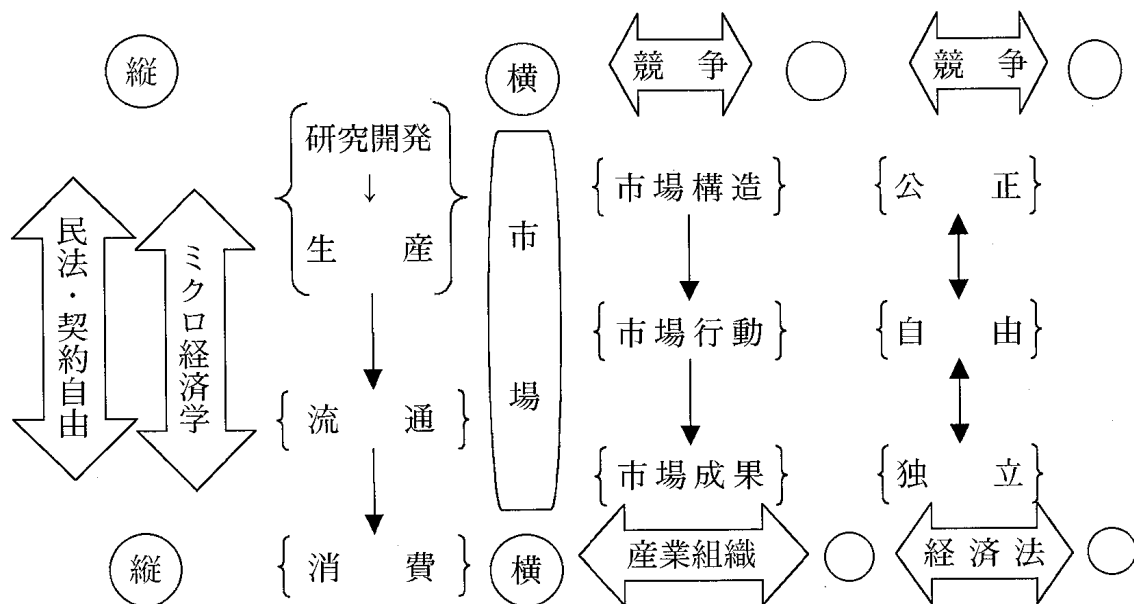 縦
横
競 争
競 争
研究開発
↓
生 産
流 通
消 費
民法・契約自由
ミクロ経済学
市 場
市場構造
市場行動
市場成果
公 正
自 由
独 立
縦
横
産業組織
経済法